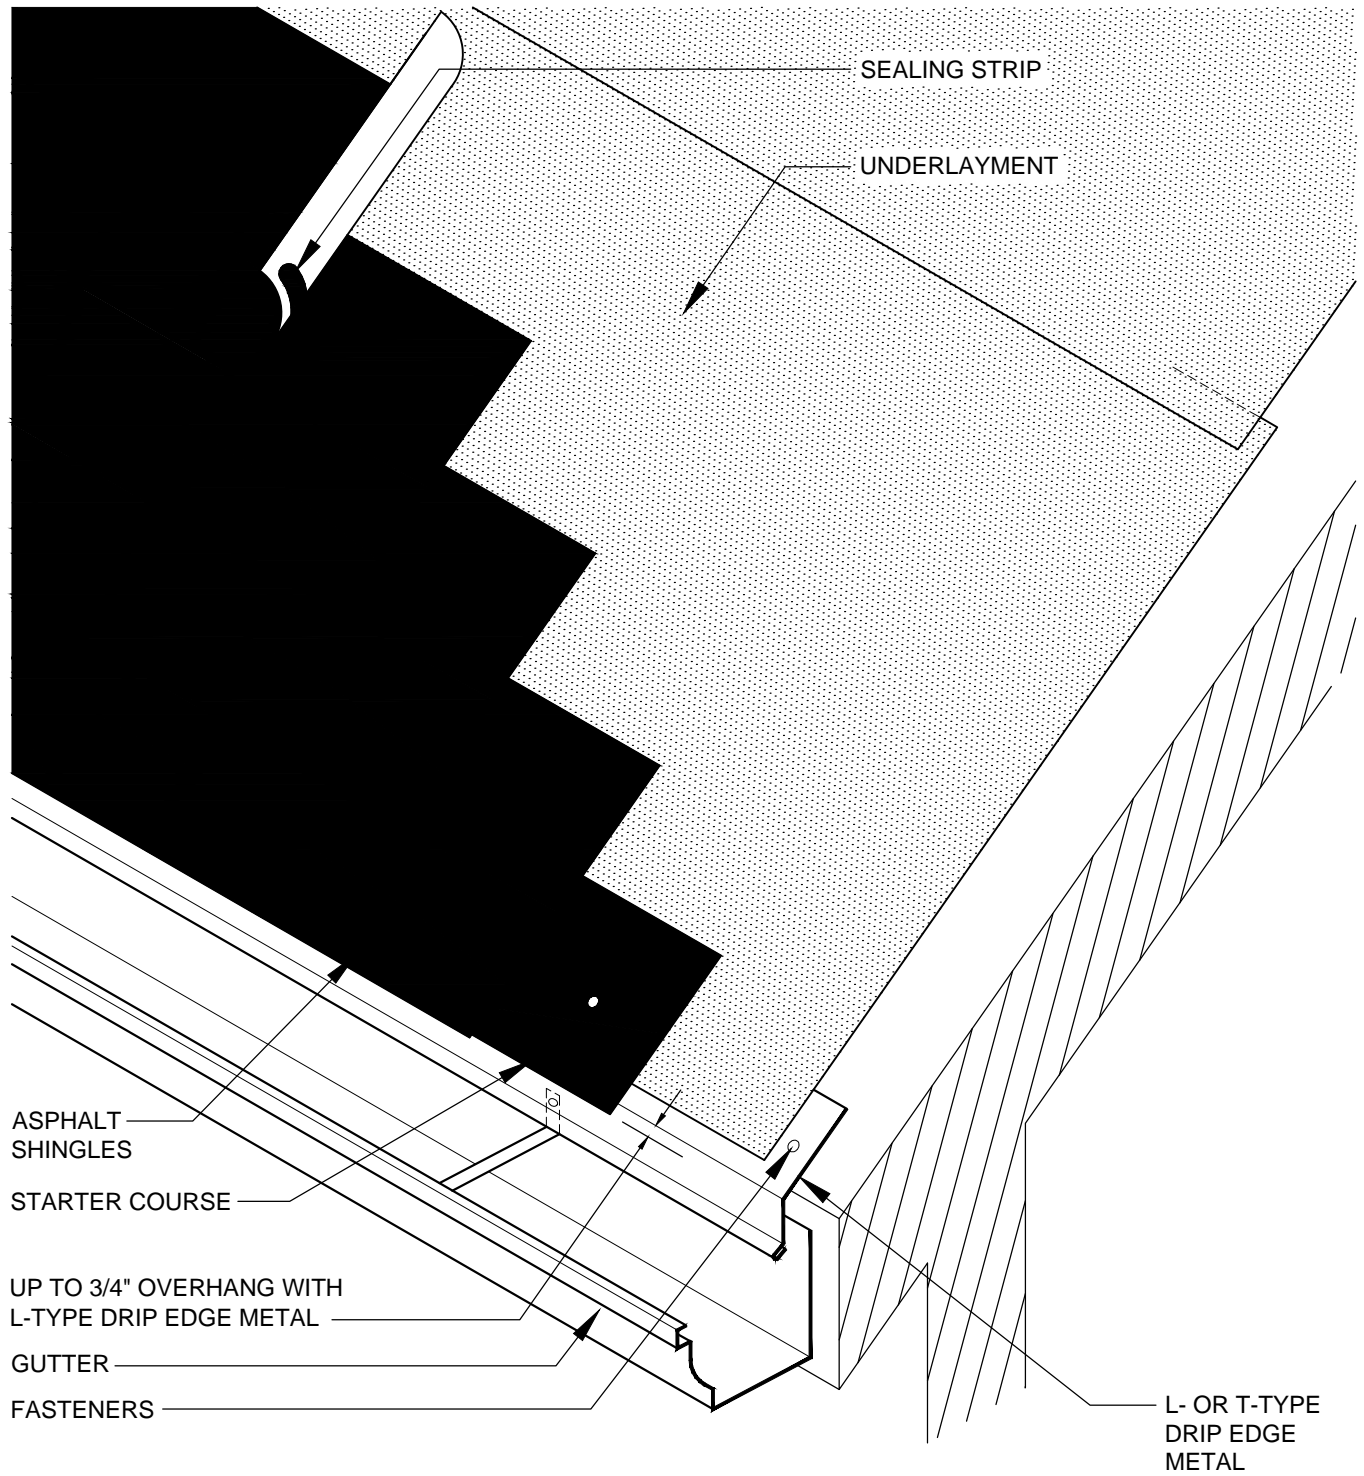 SEALING STRIP
UNDERLAYMENT
ASPHALT
SHINGLES
STARTER COURSE
UP TO 3/4" OVERHANG WITH
L-TYPE DRIP EDGE METAL
GUTTER
FASTENERS
L- OR T-TYPE
DRIP EDGE
METAL